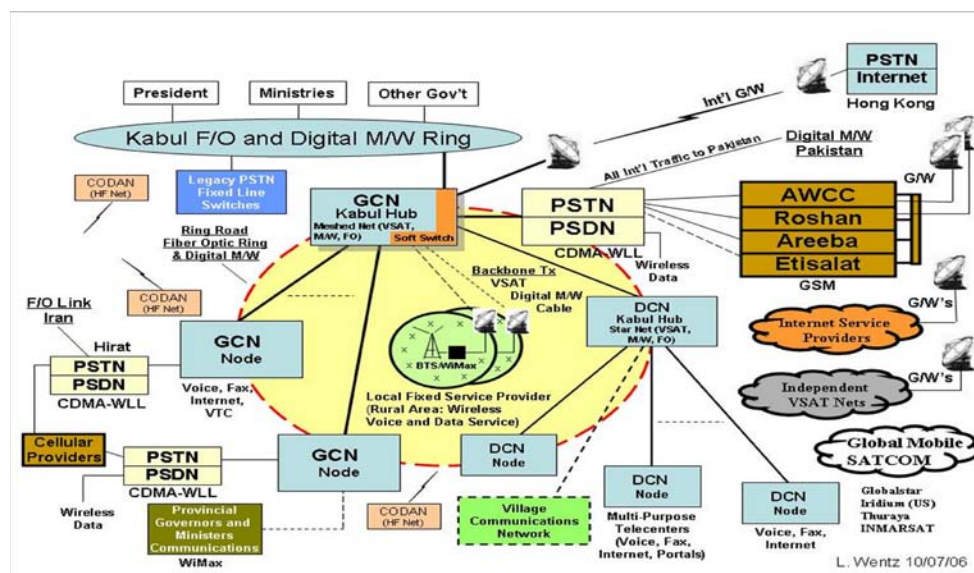 President
Ministries
Other Gov't
Kabul F/O and Digital M/W Ring
PSTN
Internet
Hong Kong
Int'l G/W
All Int'l Traffic to Pakistan
Digital M/W
Pakistan
G/W
CODAN
(HF Net)
Legacy PSTN
Fixed Line
Switches
GCN
Kabul Hub
Meshed Net (VSAT,
M/W, FO)
Soft Switch
PSTN
PSDN
CDMA-WLL
Wireless
Data
AWCC
Roshan
Areeba
Etisalat
GSM
Ring Road
Fiber Optic Ring
& Digital M/W
CODAN
(HF Net)
Backbone Tx
VSAT
Digital M/W
Cable
DCN
Kabul Hub
Star Net (VSAT,
M/W, FO)
G/W's
Internet Service
Providers
F/O Link
Iran
Hirat
PSTN
PSDN
CDMA-WLL
GCN
Node
Voice, Fax,
Internet,
VTC
BTS/WiMax
Local Fixed Service Provider
(Rural Area: Wireless
Voice and Data Service)
G/W's
Independent
VSAT Nets
Cellular
Providers
PSTN
PSDN
CDMA-WLL
Wireless
Data
GCN
Node
DCN
Node
Global Mobile
SATCOM
Globalstar
Iridium (US)
Thuraya
INMARSAT
Provincial
Governors and
Ministers
Communications
WiMax
CODAN
(HF Net)
Village
Communications
Network
DCN
Node
Multi-Purpose
Telecenters
(Voice, Fax,
Internet, Portals)
DCN
Node
Voice, Fax,
Internet
L. Wentz 10/07/06